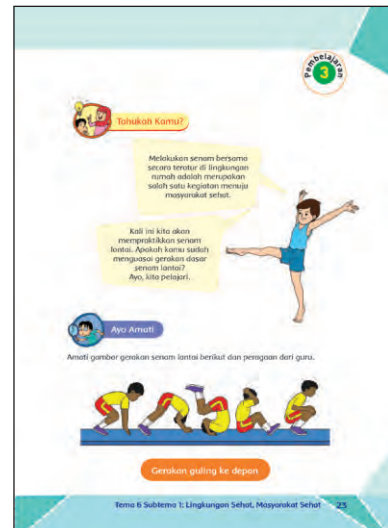 Pembelajaran
3
Tahukah Kamu?
Melakukan senam bersama
secara teratur di lingkungan
rumah adalah merupakan
salah satu kegiatan menuju
masyarakat sehat.
Kali ini kita akan
mempraktikkan senam
lantai. Apakah kamu sudah
menguasai gerakan dasar
senam lantai?
Ayo, kita pelajari.
Ayo Amati
Amati gambar gerakan senam lantai berikut dan peragaan dari guru.
Gerakan guling ke depan
Tema 6 Subtema 1: Lingkungan Sehat, Masyarakat Sehat 23